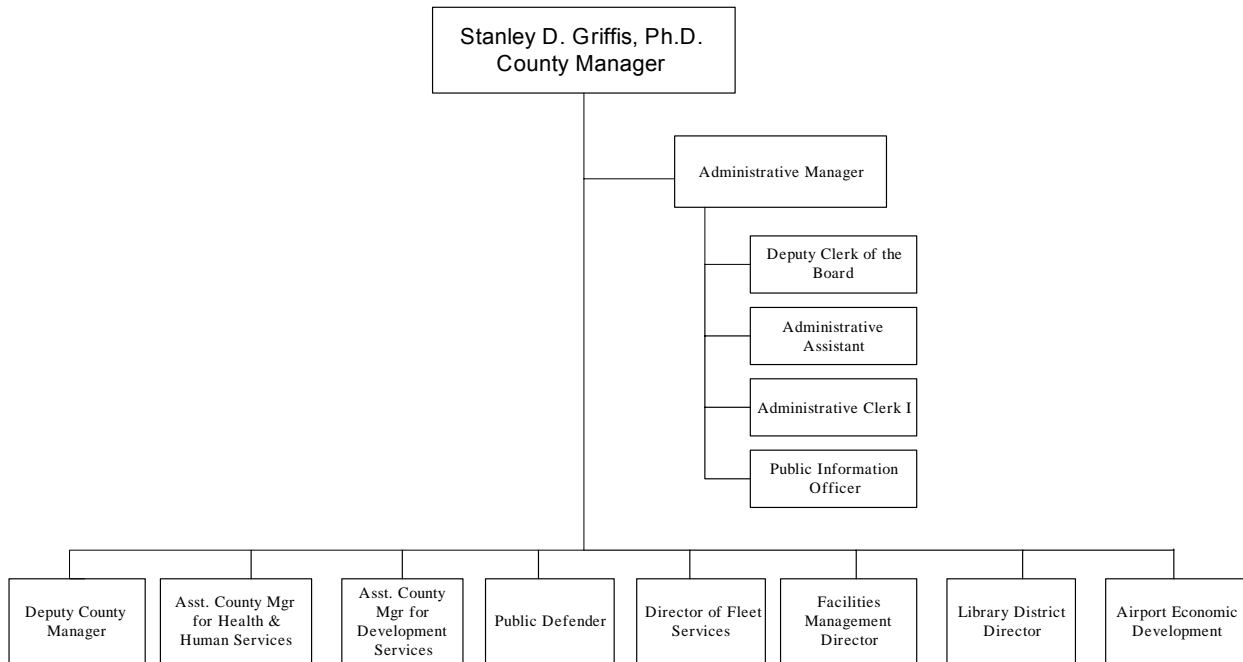 Stanley D. Griffis, Ph.D.
County Manager
Administrative Manager
Deputy Clerk of the
Board
Administrative
Assistant
Administrative Clerk I
Public Information
Officer
Deputy County
Manager
Asst. County Mgr
for Health &
Human Services
Asst. County
Mgr for
Development
Services
Public Defender
Director of Fleet
Services
Facilities
Management
Director
Library District
Director
Airport Economic
Development